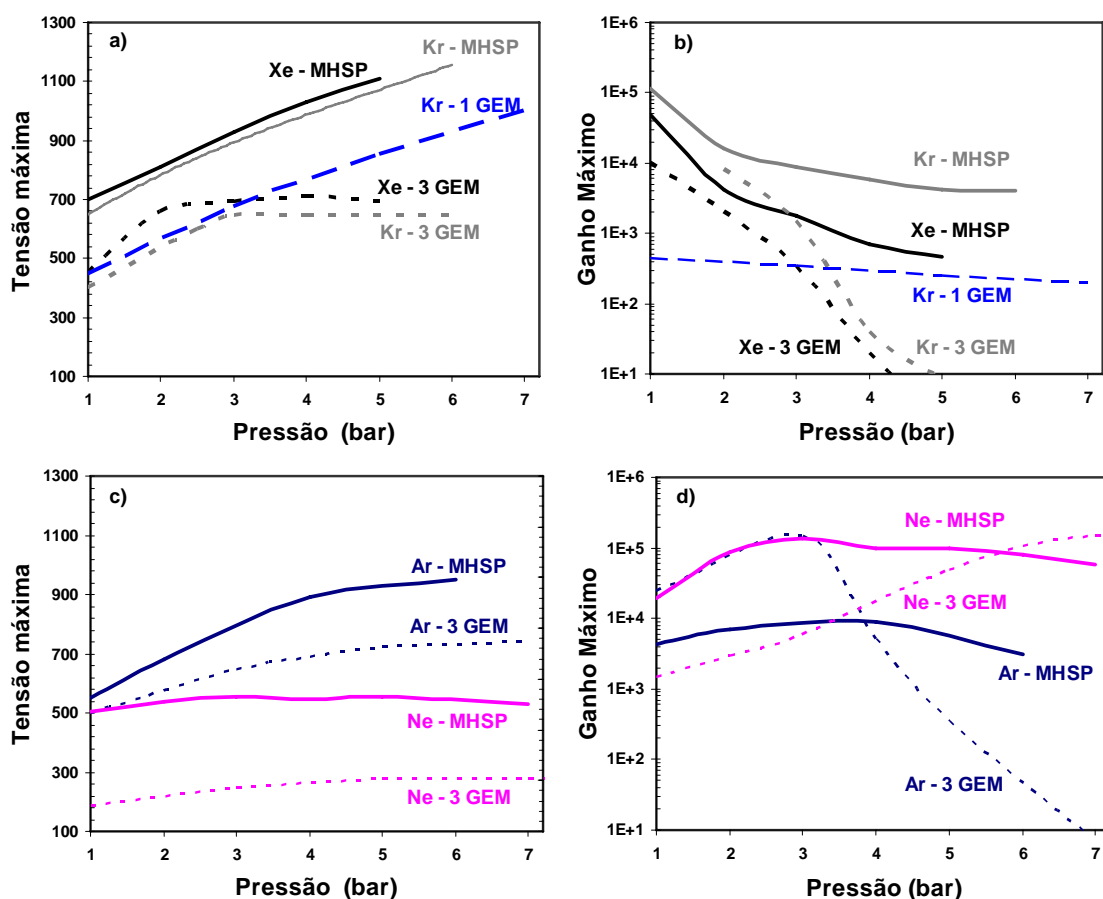 a)
1300
1100
900
700
500
300
100
Tensão máxima
Kr - MHSP
Xe - MHSP
Kr - 1 GEM
Xe - 3 GEM
Kr - 3 GEM
1 2 3 4 5 6 7
Pressão (bar)
b)
1E+6
1E+5
1E+4
1E+3
1E+2
1E+1
Ganho Máximo
Kr - MHSP
Xe - MHSP
Kr - 1 GEM
Xe - 3 GEM
Kr - 3 GEM
1 2 3 4 5 6 7
Pressão (bar)
c)
1300
1100
900
700
500
300
100
Tensão máxima
Ar - MHSP
Ar - 3 GEM
Ne - MHSP
Ne - 3 GEM
1 2 3 4 5 6 7
Pressão (bar)
d)
1E+6
1E+5
1E+4
1E+3
1E+2
1E+1
Ganho Máximo
Ne - MHSP
Ne - 3 GEM
Ar - MHSP
Ar - 3 GEM
1 2 3 4 5 6 7
Pressão (bar)